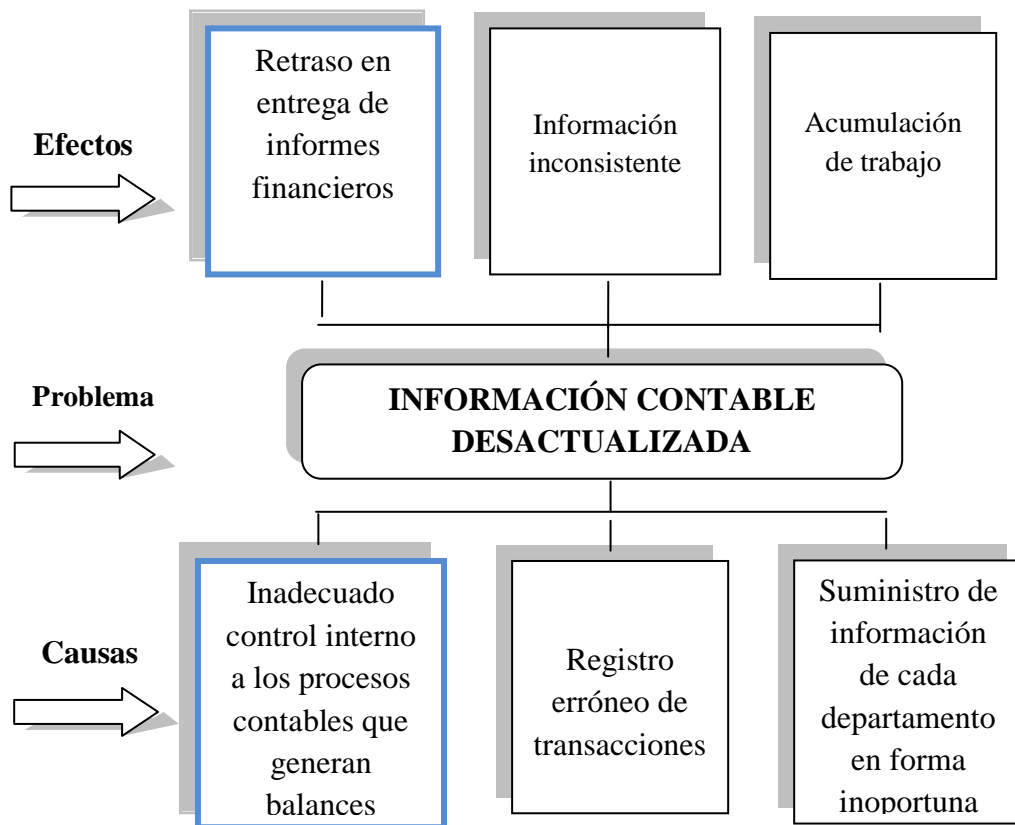 Efectos
Retraso en
entrega de
informes
financieros
Información
inconsistente
Acumulación
de trabajo
Problema
INFORMACIÓN CONTABLE
DESACTUALIZADA
Causas
Inadecuado
control interno
a los procesos
contables que
generan
balances
Registro
erróneo de
transacciones
Suministro de
información
de cada
departamento
en forma
inoportuna